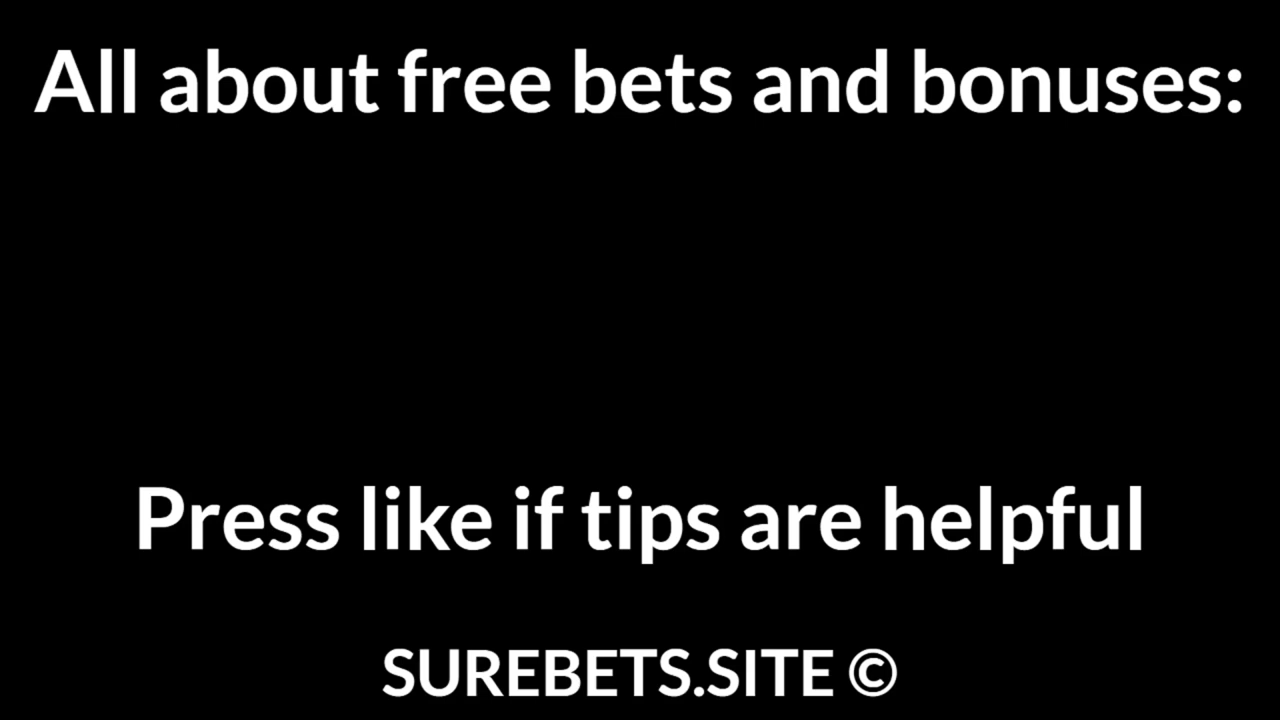 All about free bets and bonuses:
Press like if tips are helpful
SUREBETS.SITE ©